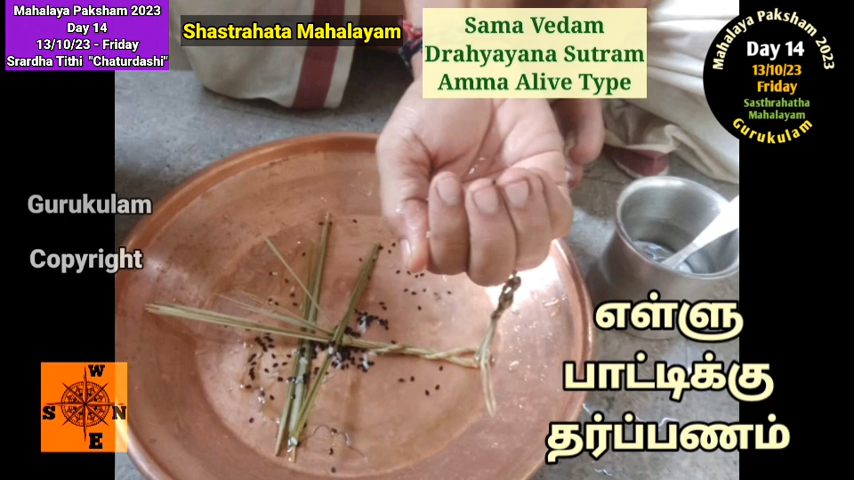 Mahalaya Paksham 2023
Day 14
13/10/23 - Friday
Srardha Tithi "Chaturdashi"
Shastrahata Mahalayam
Sama Vedam
Drahyayana Sutram
Amma Alive Type
Mahalaya Paksham 2023
Day 14
13/10/23
Friday
Sasthrahatha
Mahalayam
Gurukulam
Gurukulam
Copyright
எள்ளு
பாட்டிக்கு
தர்ப்பணம்
W
S N
E